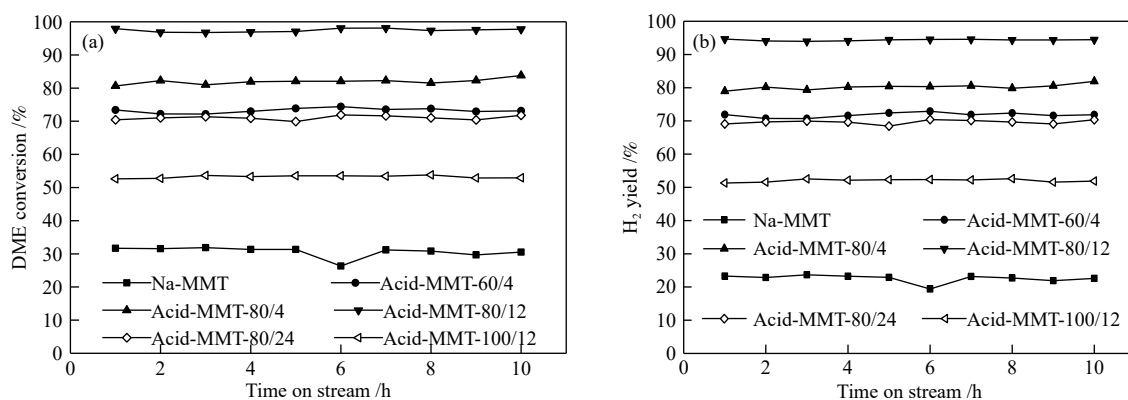 (a)
100
90
80
70
60
50
40
30
20
10
0
DME conversion /%
Na-MMT
Acid-MMT-60/4
Acid-MMT-80/4
Acid-MMT-80/12
Acid-MMT-80/24
Acid-MMT-100/12
0 2 4 6 8 10
Time on stream /h
(b)
100
90
80
70
60
50
40
30
20
10
0
H₂ yield /%
Na-MMT
Acid-MMT-60/4
Acid-MMT-80/4
Acid-MMT-80/12
Acid-MMT-80/24
Acid-MMT-100/12
0 2 4 6 8 10
Time on stream /h